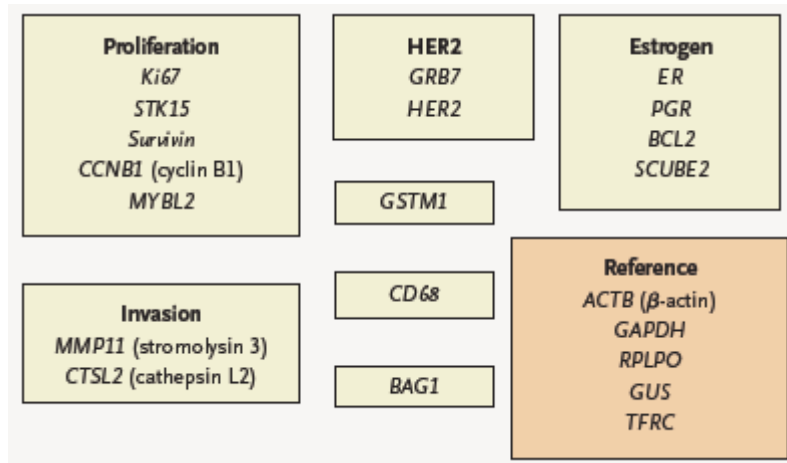 Proliferation
Ki67
STK15
Survivin
CCNB1 (cyclin B1)
MYBL2
Invasion
MMP11 (stromolysin 3)
CTSL2 (cathepsin L2)
HER2
GRB7
HER2
GSTM1
CD68
BAG1
Estrogen
ER
PGR
BCL2
SCUBE2
Reference
ACTB (β-actin)
GAPDH
RPLPO
GUS
TFRC